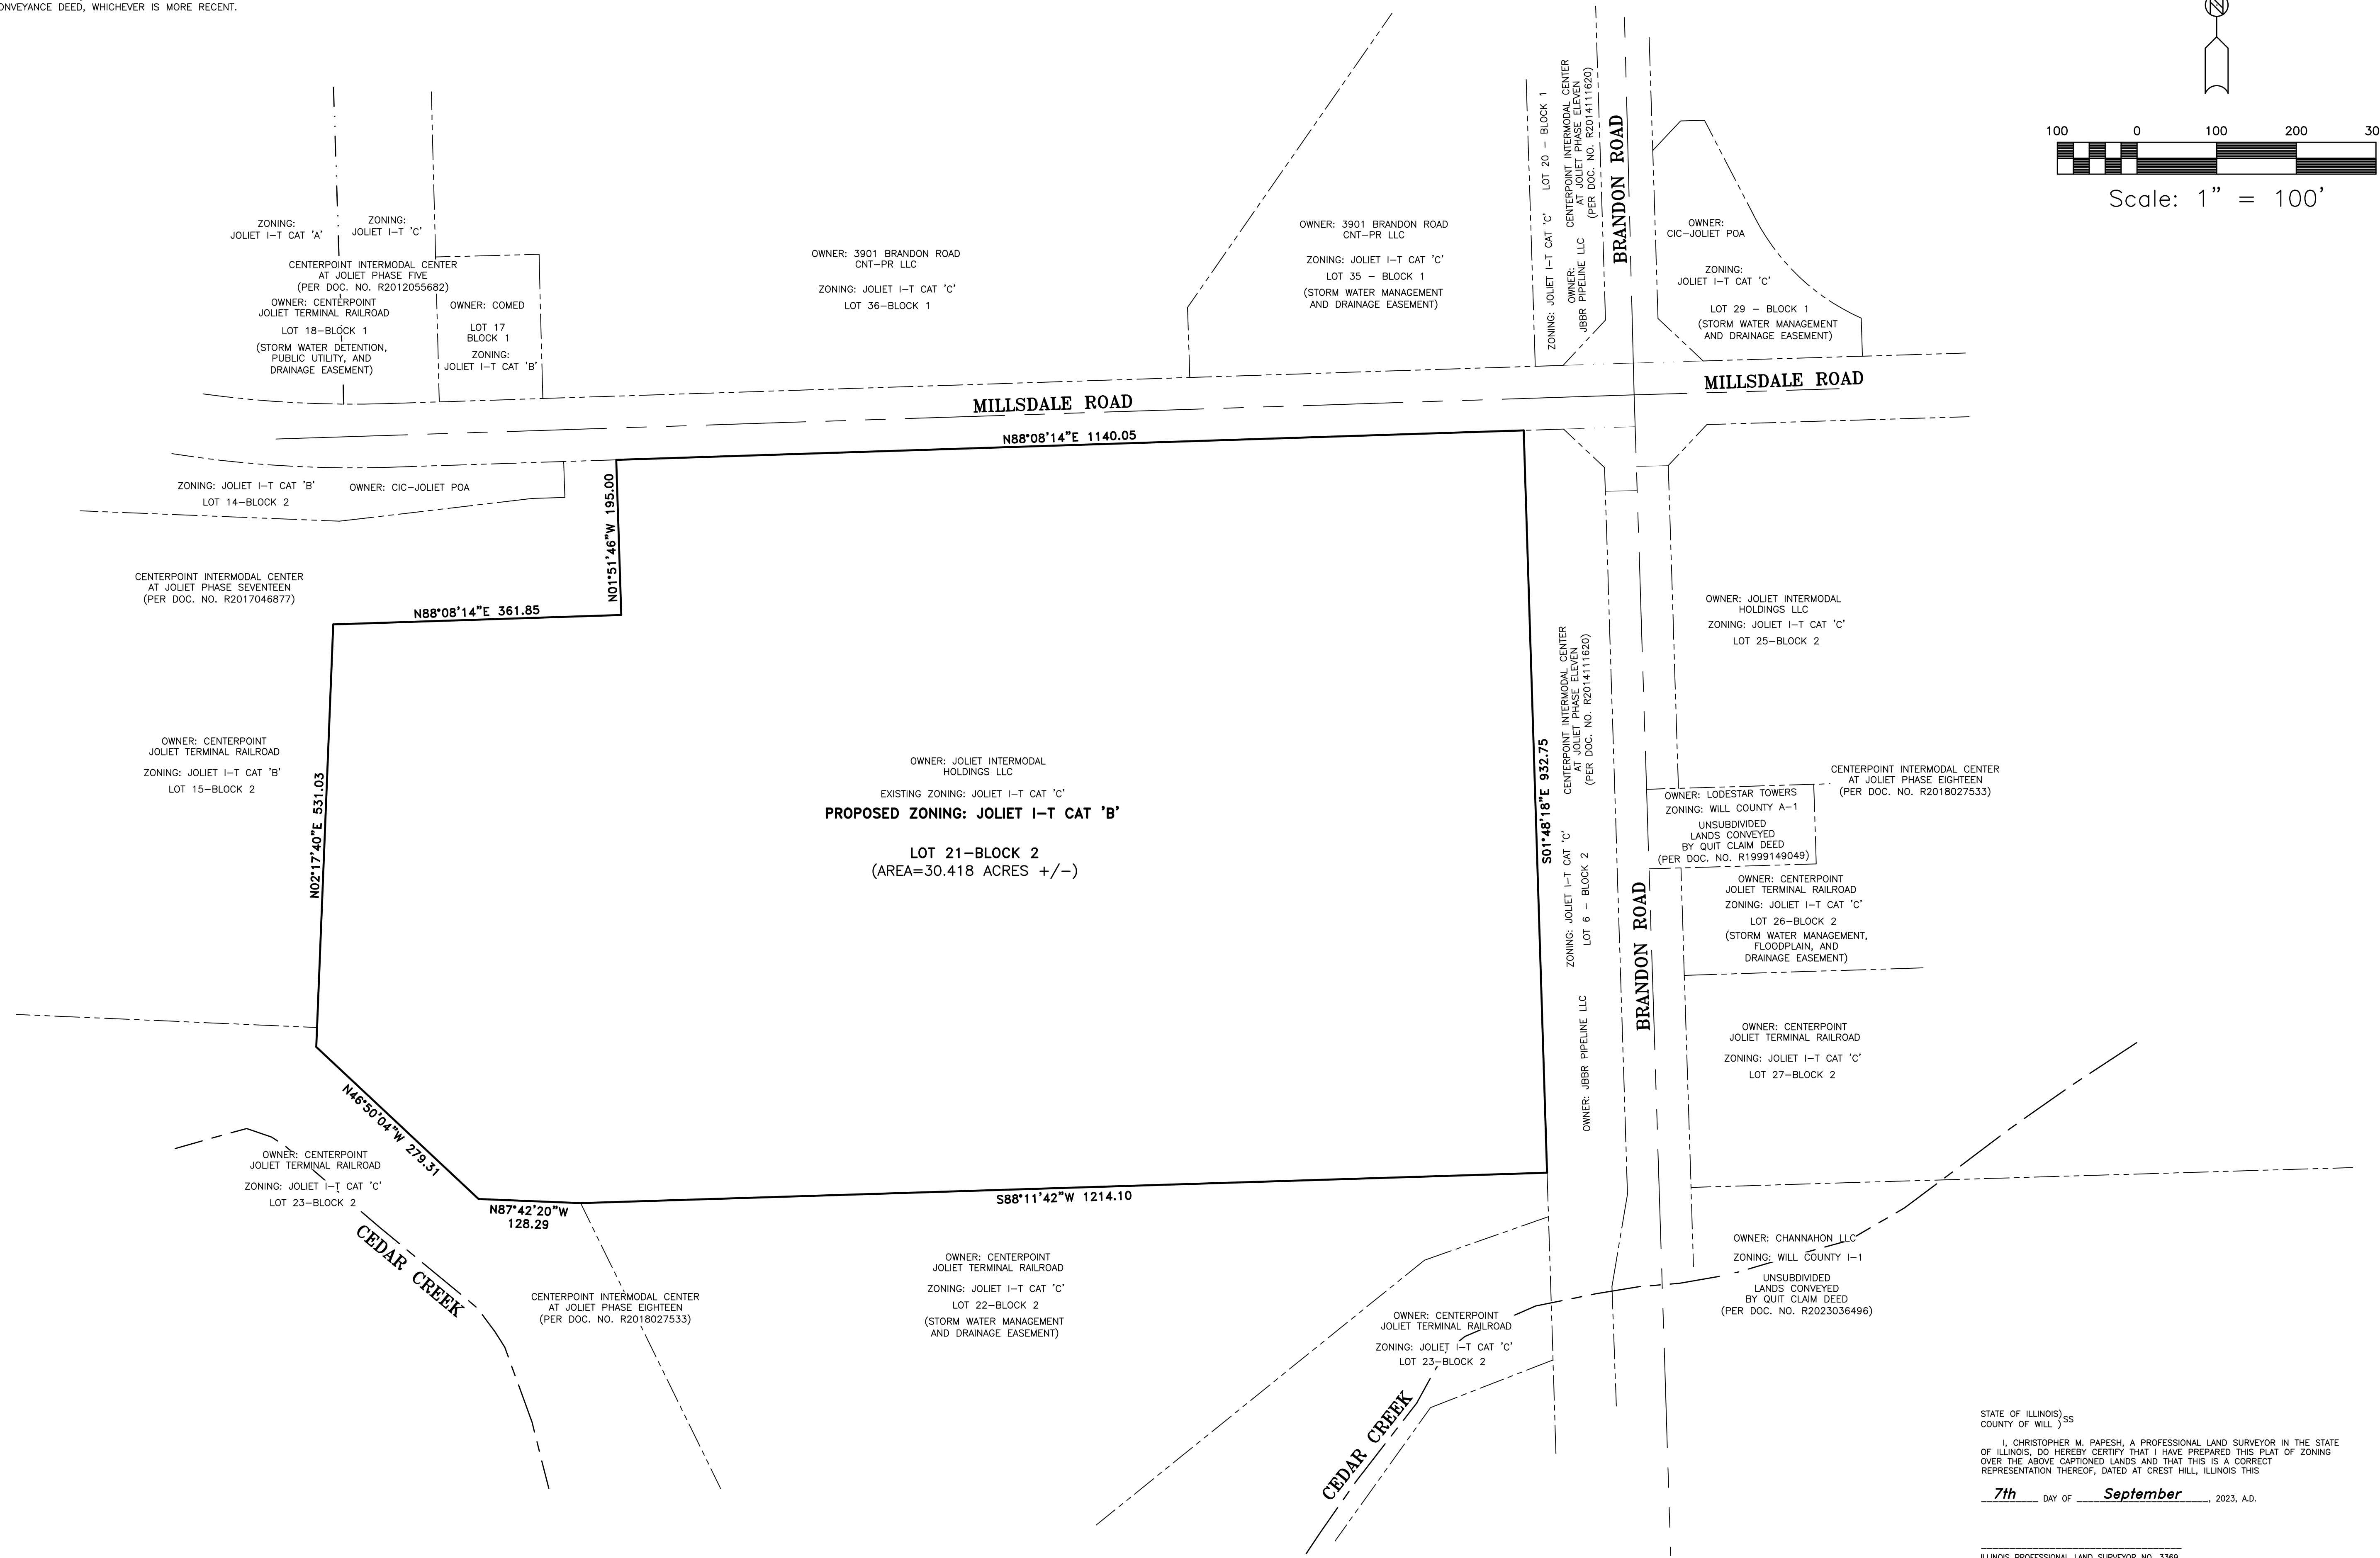 ONVEYANCE DEED, WHICHEVER IS MORE RECENT.
N
100 0 100 200 30
Scale: 1" = 100'
ZONING:
JOLIET I-T CAT 'A'
ZONING:
JOLIET I-T 'C'
CENTERPOINT INTERMODAL CENTER
AT JOLIET PHASE FIVE
(PER DOC. NO. R2012055682)
OWNER: CENTERPOINT
JOLIET TERMINAL RAILROAD
LOT 18-BLOCK 1
(STORM WATER DETENTION,
PUBLIC UTILITY, AND
DRAINAGE EASEMENT)
OWNER: COMED
LOT 17
BLOCK 1
ZONING:
JOLIET I-T CAT 'B'
OWNER: 3901 BRANDON ROAD
CNT-PR LLC
ZONING: JOLIET I-T CAT 'C'
LOT 36-BLOCK 1
OWNER: 3901 BRANDON ROAD
CNT-PR LLC
ZONING: JOLIET I-T CAT 'C'
LOT 35 - BLOCK 1
(STORM WATER MANAGEMENT
AND DRAINAGE EASEMENT)
ZONING: JOLIET I-T CAT 'C' LOT 20 - BLOCK 1
CENTERPOINT INTERMODAL CENTER
AT JOLIET PHASE ELEVEN
(PER DOC. NO. R2014111620)
OWNER:
JBBR PIPELINE LLC
BRANDON ROAD
OWNER:
CIC-JOLIET POA
ZONING:
JOLIET I-T CAT 'C'
LOT 29 - BLOCK 1
(STORM WATER MANAGEMENT
AND DRAINAGE EASEMENT)
MILLSDALE ROAD
MILLSDALE ROAD
N88°08'14"E 1140.05
ZONING: JOLIET I-T CAT 'B' OWNER: CIC-JOLIET POA
LOT 14-BLOCK 2
N01°51'46"W 195.00
CENTERPOINT INTERMODAL CENTER
AT JOLIET PHASE SEVENTEEN
(PER DOC. NO. R2017046877)
N88°08'14"E 361.85
OWNER: CENTERPOINT
JOLIET TERMINAL RAILROAD
ZONING: JOLIET I-T CAT 'B'
LOT 15-BLOCK 2
N02°17'40"E 531.03
OWNER: JOLIET INTERMODAL
HOLDINGS LLC
EXISTING ZONING: JOLIET I-T CAT 'C'
PROPOSED ZONING: JOLIET I-T CAT 'B'
LOT 21-BLOCK 2
(AREA=30.418 ACRES +/-)
S01°48'18"E 932.75
CENTERPOINT INTERMODAL CENTER
AT JOLIET PHASE ELEVEN
(PER DOC. NO. R2014111620)
ZONING: JOLIET I-T CAT 'C'
LOT 6 - BLOCK 2
OWNER: JBBR PIPELINE LLC
BRANDON ROAD
OWNER: JOLIET INTERMODAL
HOLDINGS LLC
ZONING: JOLIET I-T CAT 'C'
LOT 25-BLOCK 2
CENTERPOINT INTERMODAL CENTER
AT JOLIET PHASE EIGHTEEN
(PER DOC. NO. R2018027533)
OWNER: LODESTAR TOWERS
ZONING: WILL COUNTY A-1
UNSUBDIVIDED
LANDS CONVEYED
BY QUIT CLAIM DEED
(PER DOC. NO. R1999149049)
OWNER: CENTERPOINT
JOLIET TERMINAL RAILROAD
ZONING: JOLIET I-T CAT 'C'
LOT 26-BLOCK 2
(STORM WATER MANAGEMENT,
FLOODPLAIN, AND
DRAINAGE EASEMENT)
OWNER: CENTERPOINT
JOLIET TERMINAL RAILROAD
ZONING: JOLIET I-T CAT 'C'
LOT 27-BLOCK 2
N46°50'04"W 279.31
OWNER: CENTERPOINT
JOLIET TERMINAL RAILROAD
ZONING: JOLIET I-T CAT 'C'
LOT 23-BLOCK 2
CEDAR CREEK
N87°42'20"W
128.29
S88°11'42"W 1214.10
CENTERPOINT INTERMODAL CENTER
AT JOLIET PHASE EIGHTEEN
(PER DOC. NO. R2018027533)
OWNER: CENTERPOINT
JOLIET TERMINAL RAILROAD
ZONING: JOLIET I-T CAT 'C'
LOT 22-BLOCK 2
(STORM WATER MANAGEMENT
AND DRAINAGE EASEMENT)
OWNER: CENTERPOINT
JOLIET TERMINAL RAILROAD
ZONING: JOLIET I-T CAT 'C'
LOT 23-BLOCK 2
CEDAR CREEK
OWNER: CHANNAHON LLC
ZONING: WILL COUNTY I-1
UNSUBDIVIDED
LANDS CONVEYED
BY QUIT CLAIM DEED
(PER DOC. NO. R2023036496)
STATE OF ILLINOIS)
COUNTY OF WILL ) SS
I, CHRISTOPHER M. PAPESH, A PROFESSIONAL LAND SURVEYOR IN THE STATE
OF ILLINOIS, DO HEREBY CERTIFY THAT I HAVE PREPARED THIS PLAT OF ZONING
OVER THE ABOVE CAPTIONED LANDS AND THAT THIS IS A CORRECT
REPRESENTATION THEREOF, DATED AT CREST HILL, ILLINOIS THIS
7th DAY OF September, 2023, A.D.
ILLINOIS PROFESSIONAL LAND SURVEYOR NO. 3369